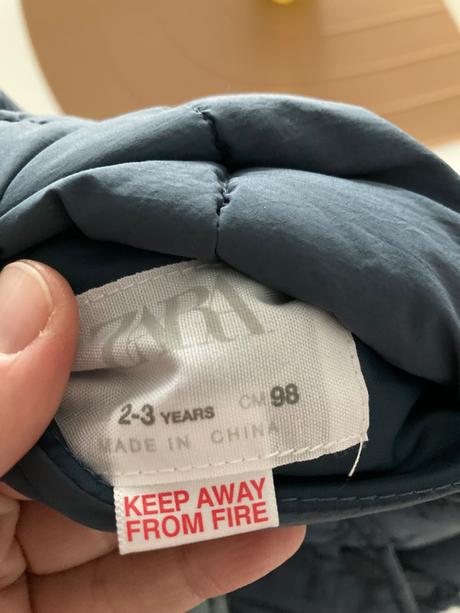 ZARA
2-3 YEARS CM 98
MADE IN CHINA
KEEP AWAY
FROM FIRE